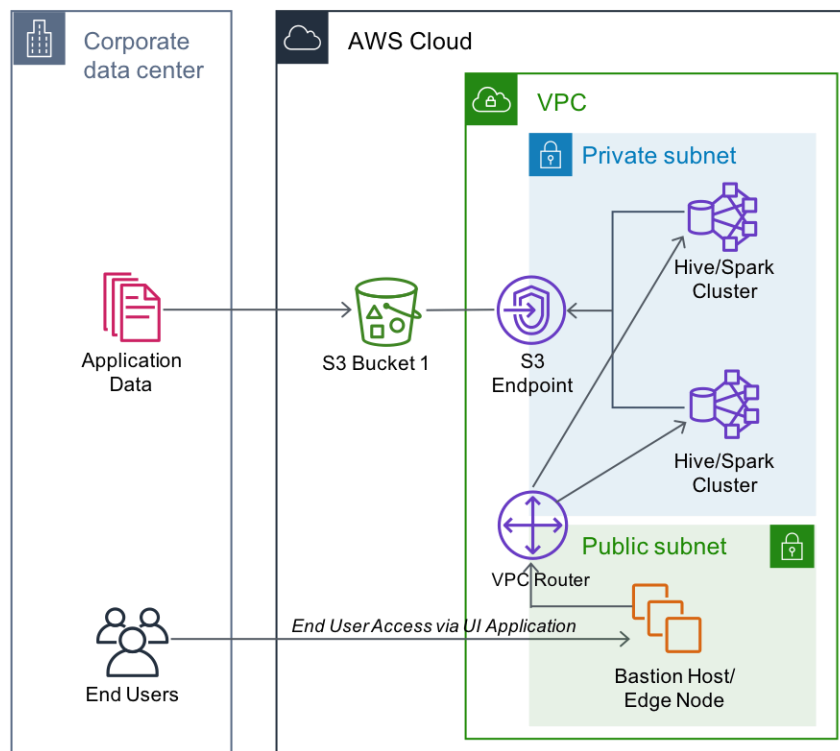 Corporate
data center
AWS Cloud
VPC
Private subnet
Hive/Spark
Cluster
Application
Data
S3 Bucket 1
S3
Endpoint
Hive/Spark
Cluster
VPC Router
Public subnet
End User Access via UI Application
End Users
Bastion Host/
Edge Node